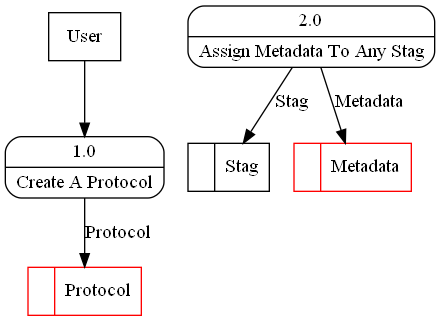 User
2.0
Assign Metadata To Any Stag
Stag
Metadata
1.0
Create A Protocol
Stag
Metadata
Protocol
Protocol